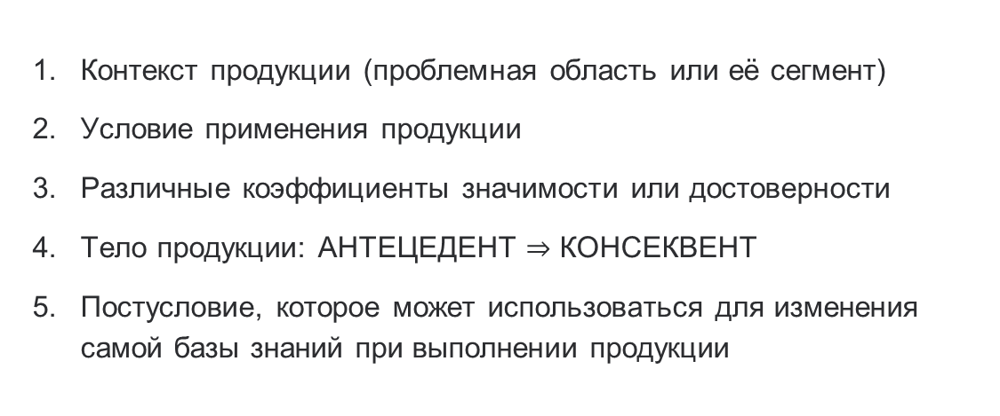 1. Контекст продукции (проблемная область или её сегмент)
2. Условие применения продукции
3. Различные коэффициенты значимости или достоверности
4. Тело продукции: АНТЕЦЕДЕНТ ⇒ КОНСЕКВЕНТ
5. Постусловие, которое может использоваться для изменения
самой базы знаний при выполнении продукции